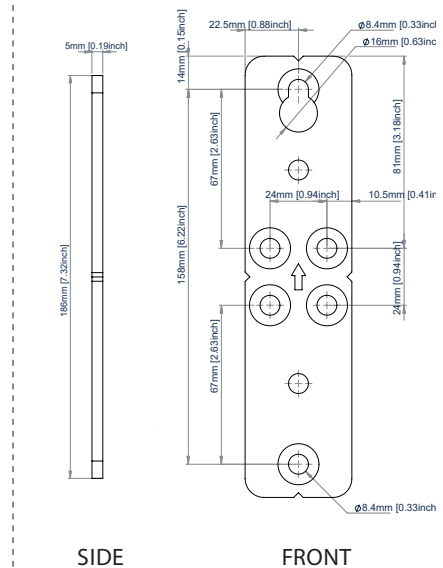 22.5mm [0.88inch]
ϕ8.4mm [0.33inch
5mm [0.19inch]
ϕ16mm [0.63inc
14mm [0.15inch]
67mm [2.63inch]
81mm [3.18inch]
24mm [0.94inch]
10.5mm [0.41in
186mm [7.32inch]
158mm [6.22inch]
24mm [0.94inch]
67mm [2.63inch]
ϕ8.4mm [0.33inch
SIDE
FRONT